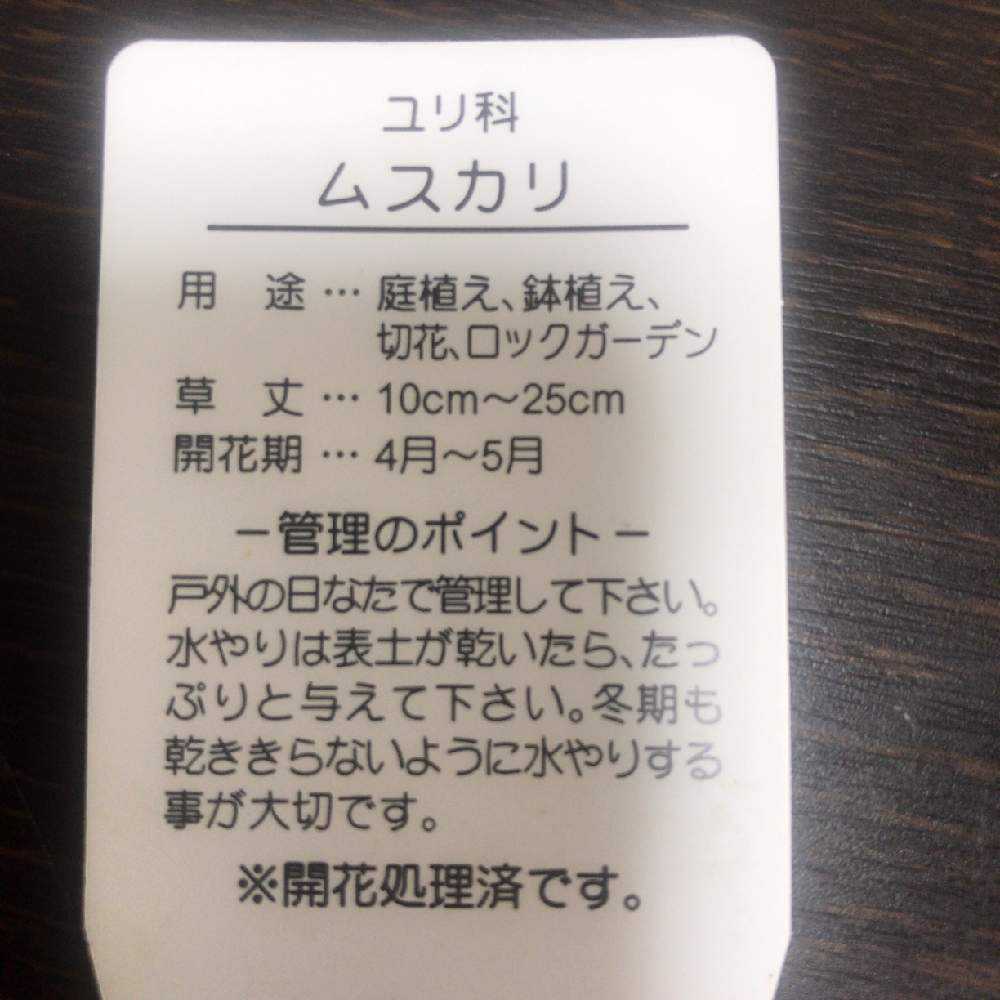 ユリ科
ムスカリ
用 途 … 庭植え、鉢植え、
切花、ロックガーデン
草 丈 … 10cm〜25cm
開花期 … 4月〜5月
－管理のポイント－
戸外の日なたで管理して下さい。
水やりは表土が乾いたら、たっ
ぷりと与えて下さい。冬期も
乾ききらないように水やりする
事が大切です。
※開花処理済です。